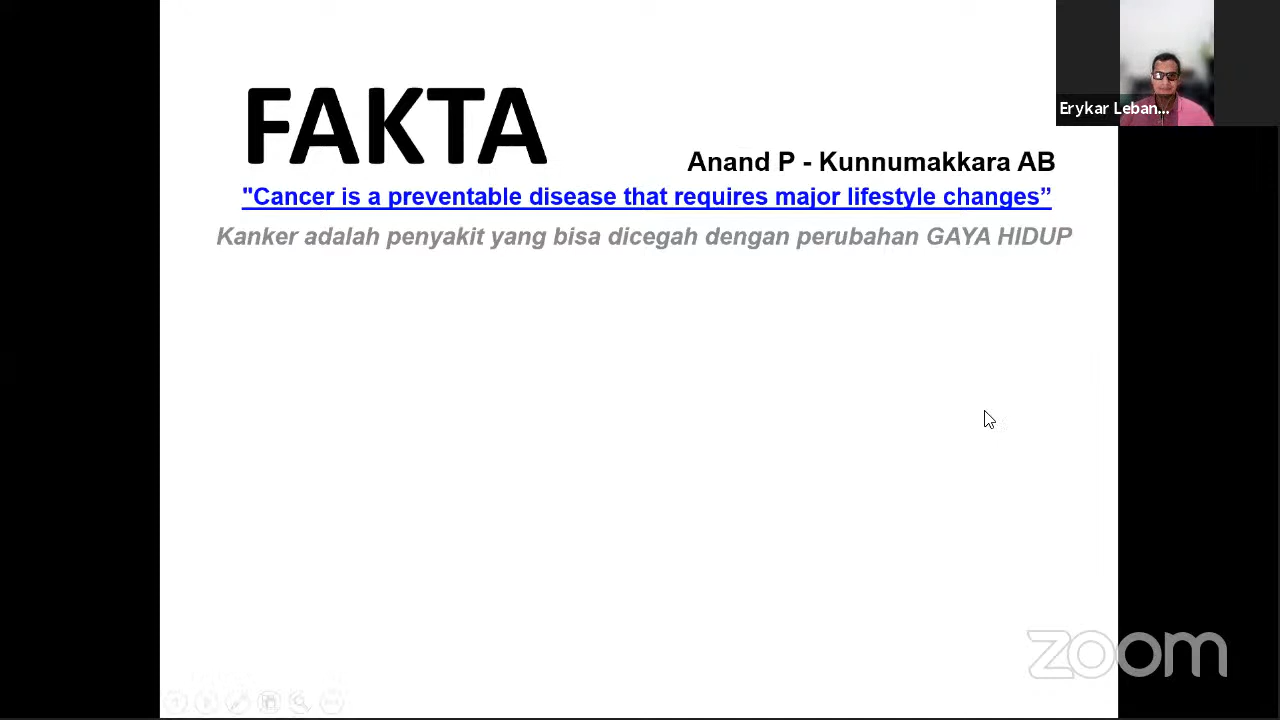 Erykar Leban...
FAKTA
Anand P - Kunnumakkara AB
"Cancer is a preventable disease that requires major lifestyle changes”
Kanker adalah penyakit yang bisa dicegah dengan perubahan GAYA HIDUP
zoom